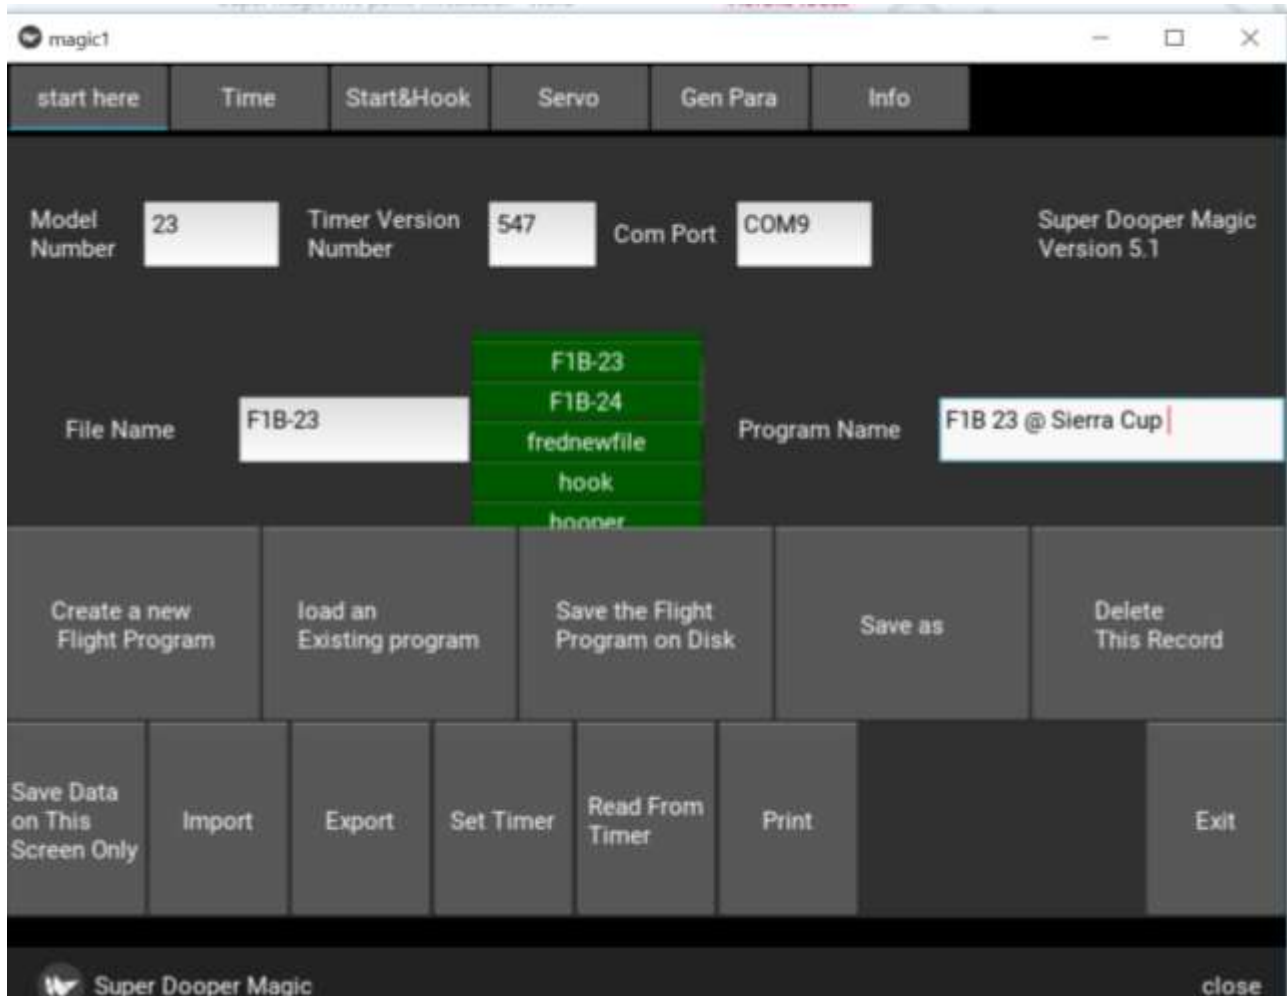 magic1
start here Time Start&Hook Servo Gen Para Info
Model
Number
23
Timer Version
Number
547
Com Port
COM9
Super Dooper Magic
Version 5.1
File Name
F1B-23
F1B-23
F1B-24
frednewfile
hook
hooper
Program Name
F1B 23 @ Sierra Cup
Create a new
Flight Program
load an
Existing program
Save the Flight
Program on Disk
Save as
Delete
This Record
Save Data
on This
Screen Only
Import
Export
Set Timer
Read From
Timer
Print
Exit
Super Dooper Magic
close